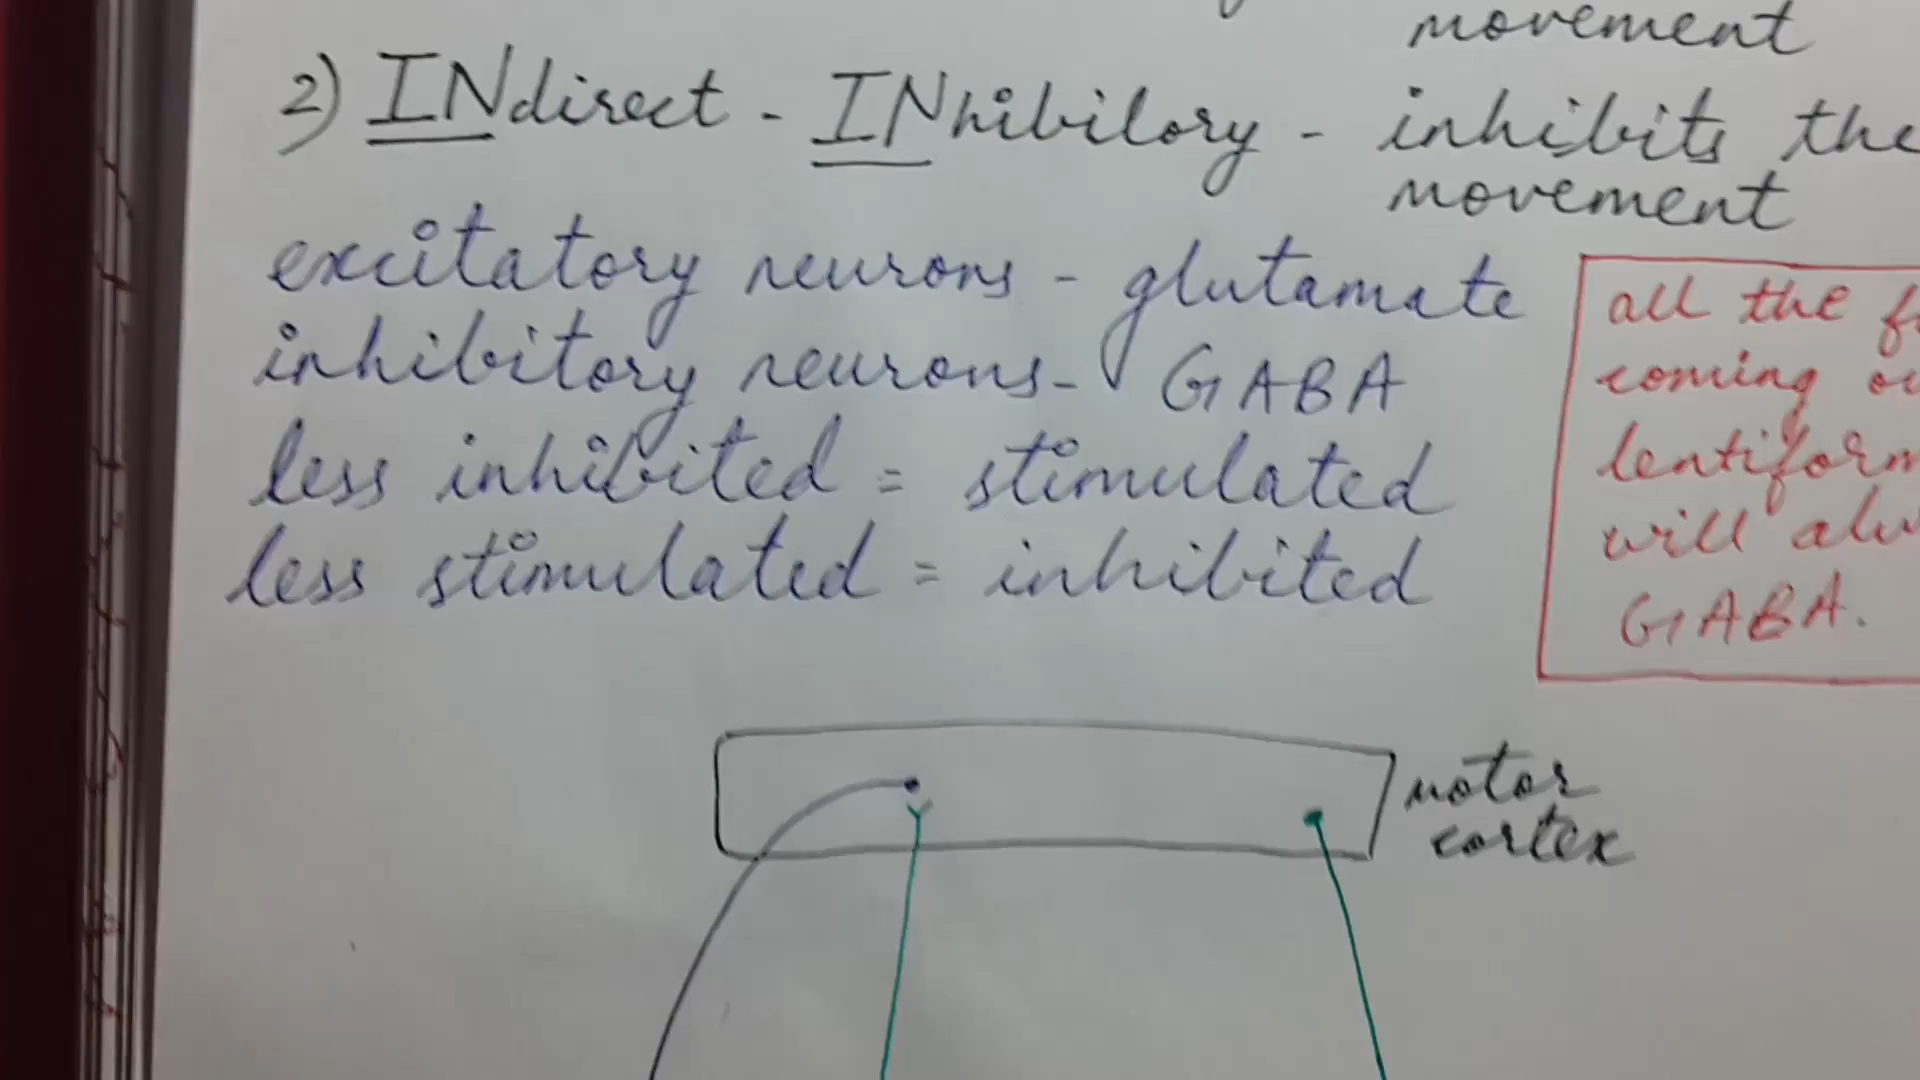 movement
2) INdirect - INhibilory - inhibits the
movement
excitatory neurons - glutamate
inhibitory neurons - GABA
less inhibited = stimulated
less stimulated = inhibited
all the
coming
lentiform
will
GABA.
motor
cortex